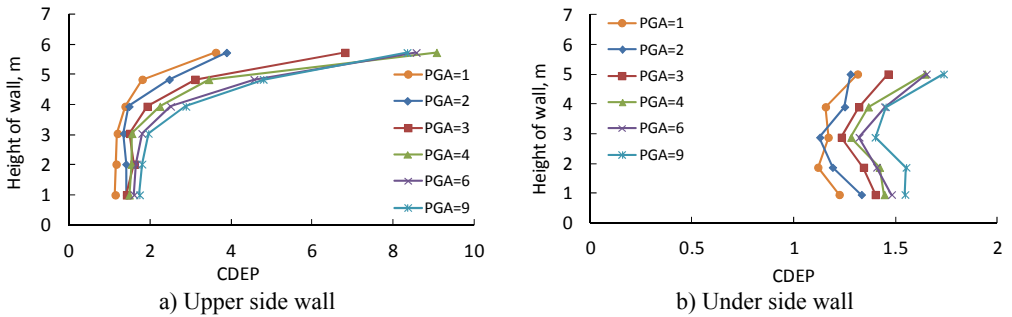 Height of wall, m
7
6
5
4
3
2
1
0
0 2 4 6 8 10
CDEP
PGA=1
PGA=2
PGA=3
PGA=4
PGA=6
PGA=9
a) Upper side wall
Height of wall, m
7
6
5
4
3
2
1
0
0 0.5 1 1.5 2
CDEP
PGA=1
PGA=2
PGA=3
PGA=4
PGA=6
PGA=9
b) Under side wall